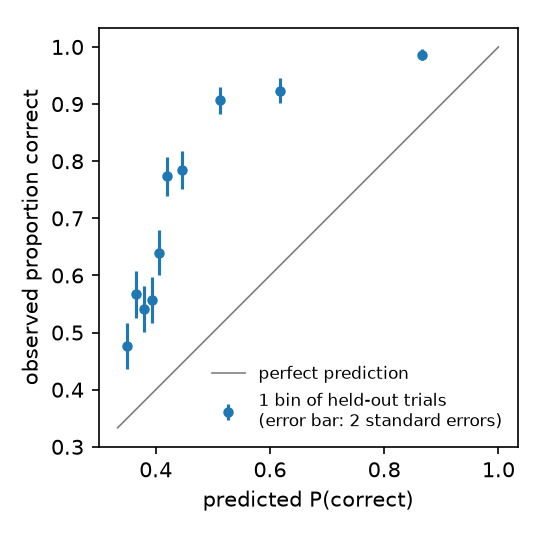 1.0
0.9
0.8
0.7
0.6
0.5
0.4
0.3
observed proportion correct
perfect prediction
1 bin of held-out trials
(error bar: 2 standard errors)
0.4 0.6 0.8 1.0
predicted P(correct)